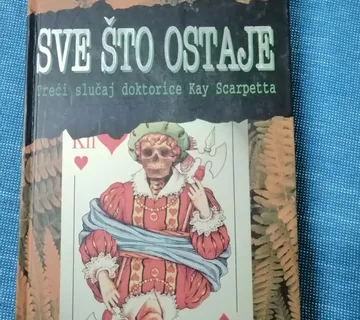 SVE ŠTO OSTAJE
Treći slučaj doktorice Kay Scarpetta